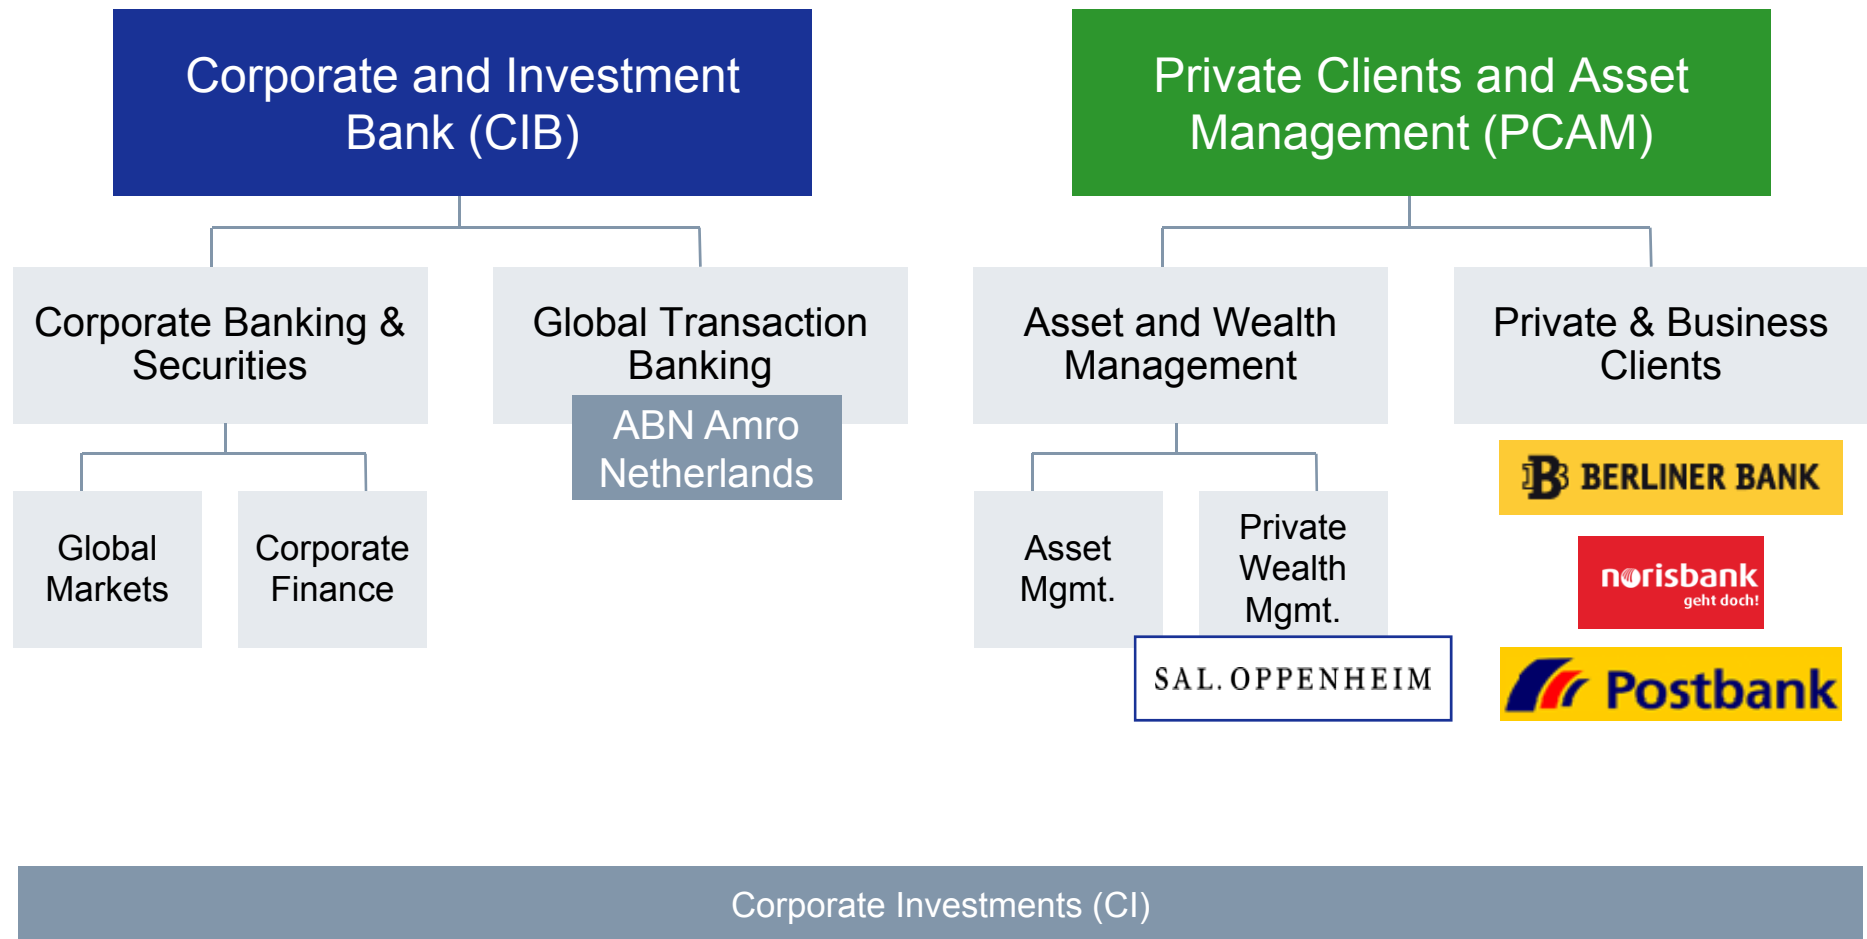 Corporate and Investment
Bank (CIB)
Private Clients and Asset
Management (PCAM)
Corporate Banking &
Securities
Global Transaction
Banking
ABN Amro
Netherlands
Asset and Wealth
Management
Private & Business
Clients
Global
Markets
Corporate
Finance
Asset
Mgmt.
Private
Wealth
Mgmt.
SAL. OPPENHEIM
B BERLINER BANK
norisbank
geht doch!
Postbank
Corporate Investments (CI)